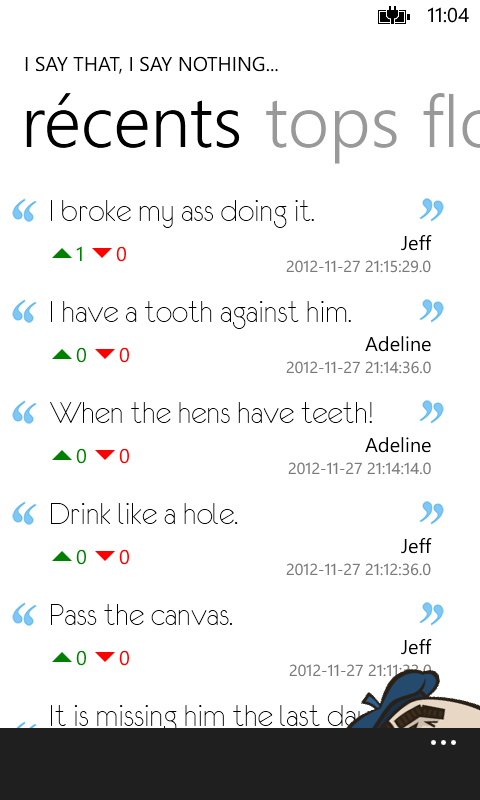 11:04
I SAY THAT, I SAY NOTHING...
récents tops flo
“ I broke my ass doing it. ”
1 0 Jeff
2012-11-27 21:15:29.0
“ I have a tooth against him. ”
0 0 Adeline
2012-11-27 21:14:36.0
“ When the hens have teeth! ”
0 0 Adeline
2012-11-27 21:14:14.0
“ Drink like a hole. ”
0 0 Jeff
2012-11-27 21:12:36.0
“ Pass the canvas. ”
0 0 Jeff
2012-11-27 21:11:23.0
“ It is missing him the last